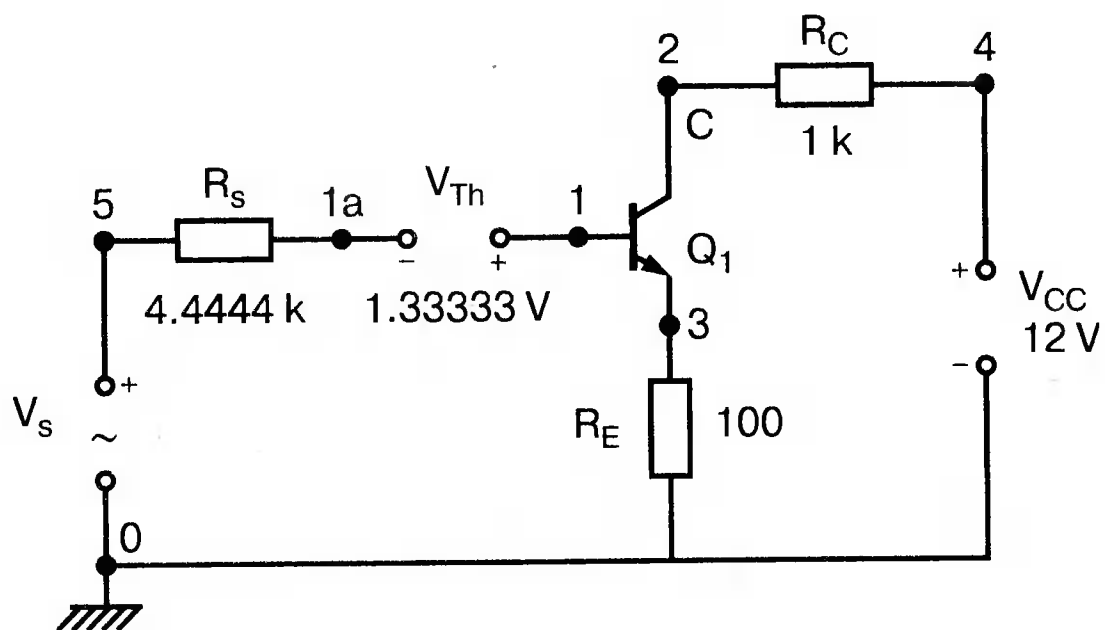 2
R_C
4
C
1 k
5
R_s
1a
V_Th
1
Q_1
-
+
4.4444 k
1.33333 V
3
+
V_CC
12 V
-
+
V_s
~
R_E
100
0